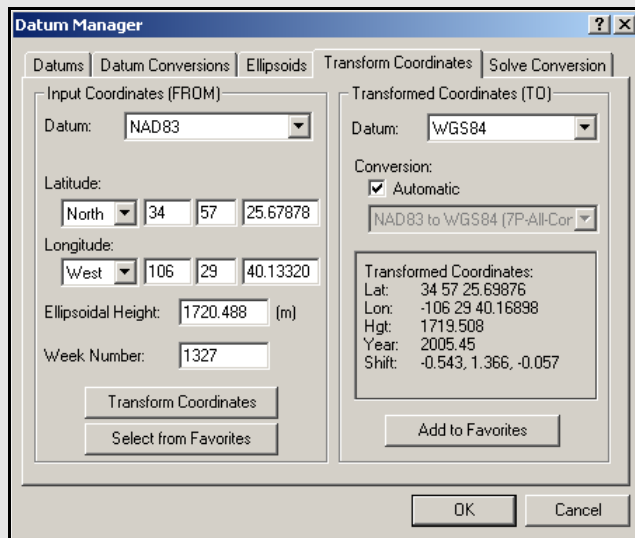 Datum Manager
Datums
Datum Conversions
Ellipsoids
Transform Coordinates
Solve Conversion
Input Coordinates (FROM)
Datum: NAD83
Latitude:
North 34 57 25.67878
Longitude:
West 106 29 40.13320
Ellipsoidal Height: 1720.488 (m)
Week Number: 1327
Transform Coordinates
Select from Favorites
Transformed Coordinates (TO)
Datum: WGS84
Conversion:
Automatic
NAD83 to WGS84 (7P-All-Cor
Transformed Coordinates:
Lat: 34 57 25.69876
Lon: -106 29 40.16898
Hgt: 1719.508
Year: 2005.45
Shift: -0.543, 1.366, -0.057
Add to Favorites
OK
Cancel